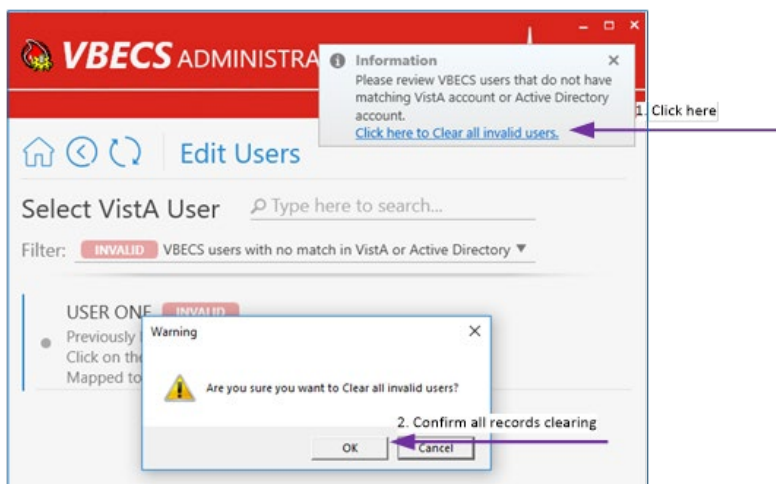 VBECS ADMINISTRA
Information
Please review VBECS users that do not have
matching VistA account or Active Directory
account.
Click here to Clear all invalid users.
1. Click here
Edit Users
Select VistA User
Type here to search...
Filter: INVALID VBECS users with no match in VistA or Active Directory
USER ONE INVALID
Previously
Click on the
Mapped to
Warning
Are you sure you want to Clear all invalid users?
2. Confirm all records clearing
OK
Cancel